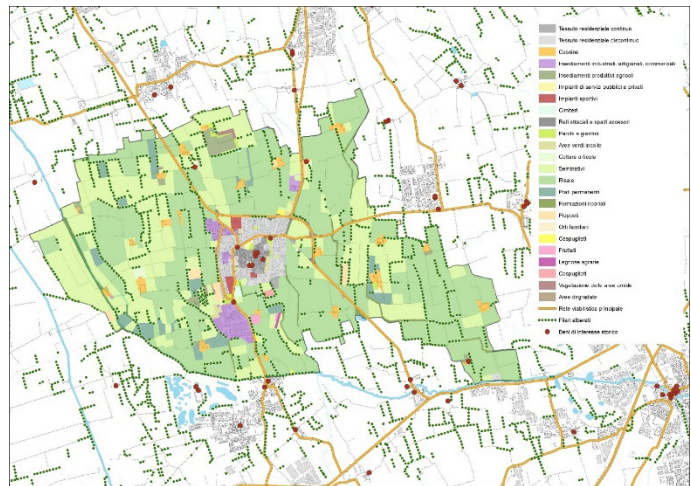 Tessuto residenziale continuo
Tessuto residenziale discontinuo
Cascine
Insediamenti industriali, artigianali, commerciali
Insediamenti produttivi agricoli
Impianti di servizi pubblici e privati
Impianti sportivi
Cimiteri
Reti stradali e spazi accessori
Parchi e giardini
Aree verdi incolte
Colture orticole
Seminativi
Risaie
Prati permanenti
Formazioni ripariali
Pioppeti
Orti familiari
Cespuglieti
Frutteti
Legnose agrarie
Cespuglieti
Vegetazione delle aree umide
Aree degradate
Rete viabilistica principale
Filari alberati
Beni di interesse storico